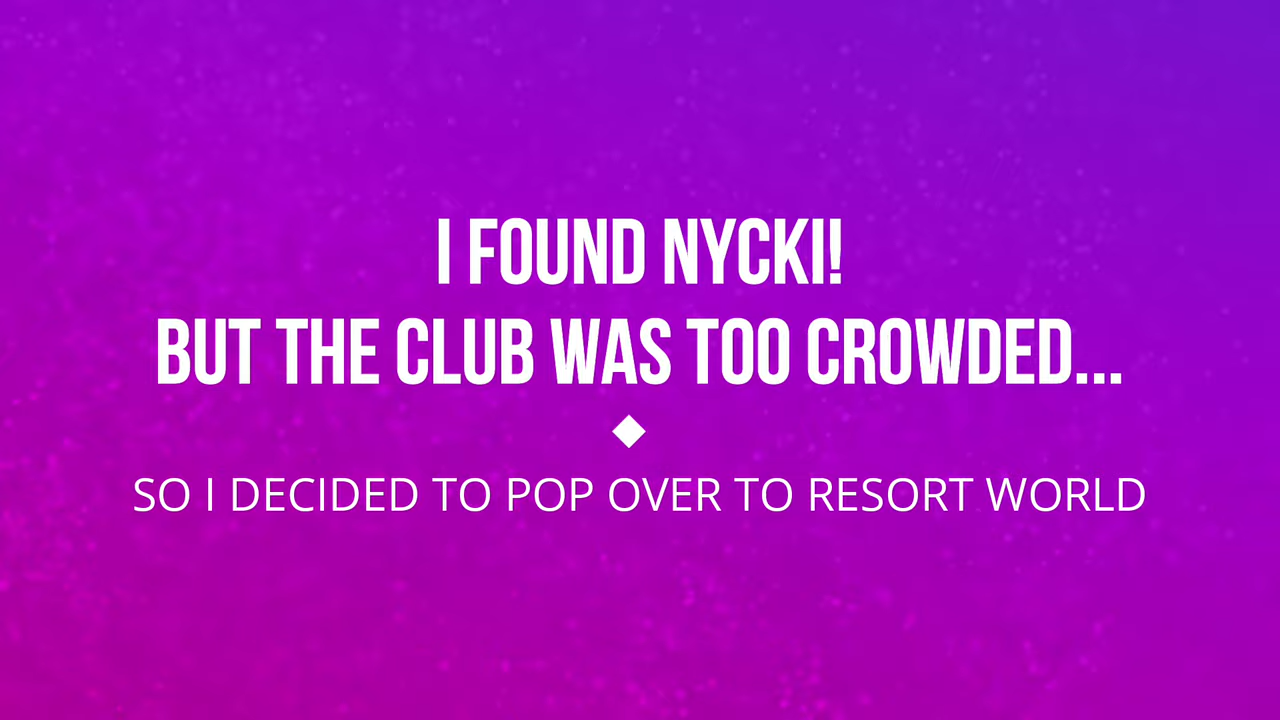 I FOUND NYCKI!
BUT THE CLUB WAS TOO CROWDED...
SO I DECIDED TO POP OVER TO RESORT WORLD